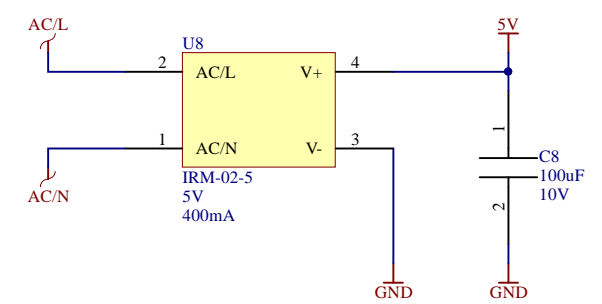 AC/L
5V
U8
2
AC/L
V+
4
1
AC/N
V-
3
1
C8
100uF
10V
2
IRM-02-5
5V
400mA
AC/N
GND
GND